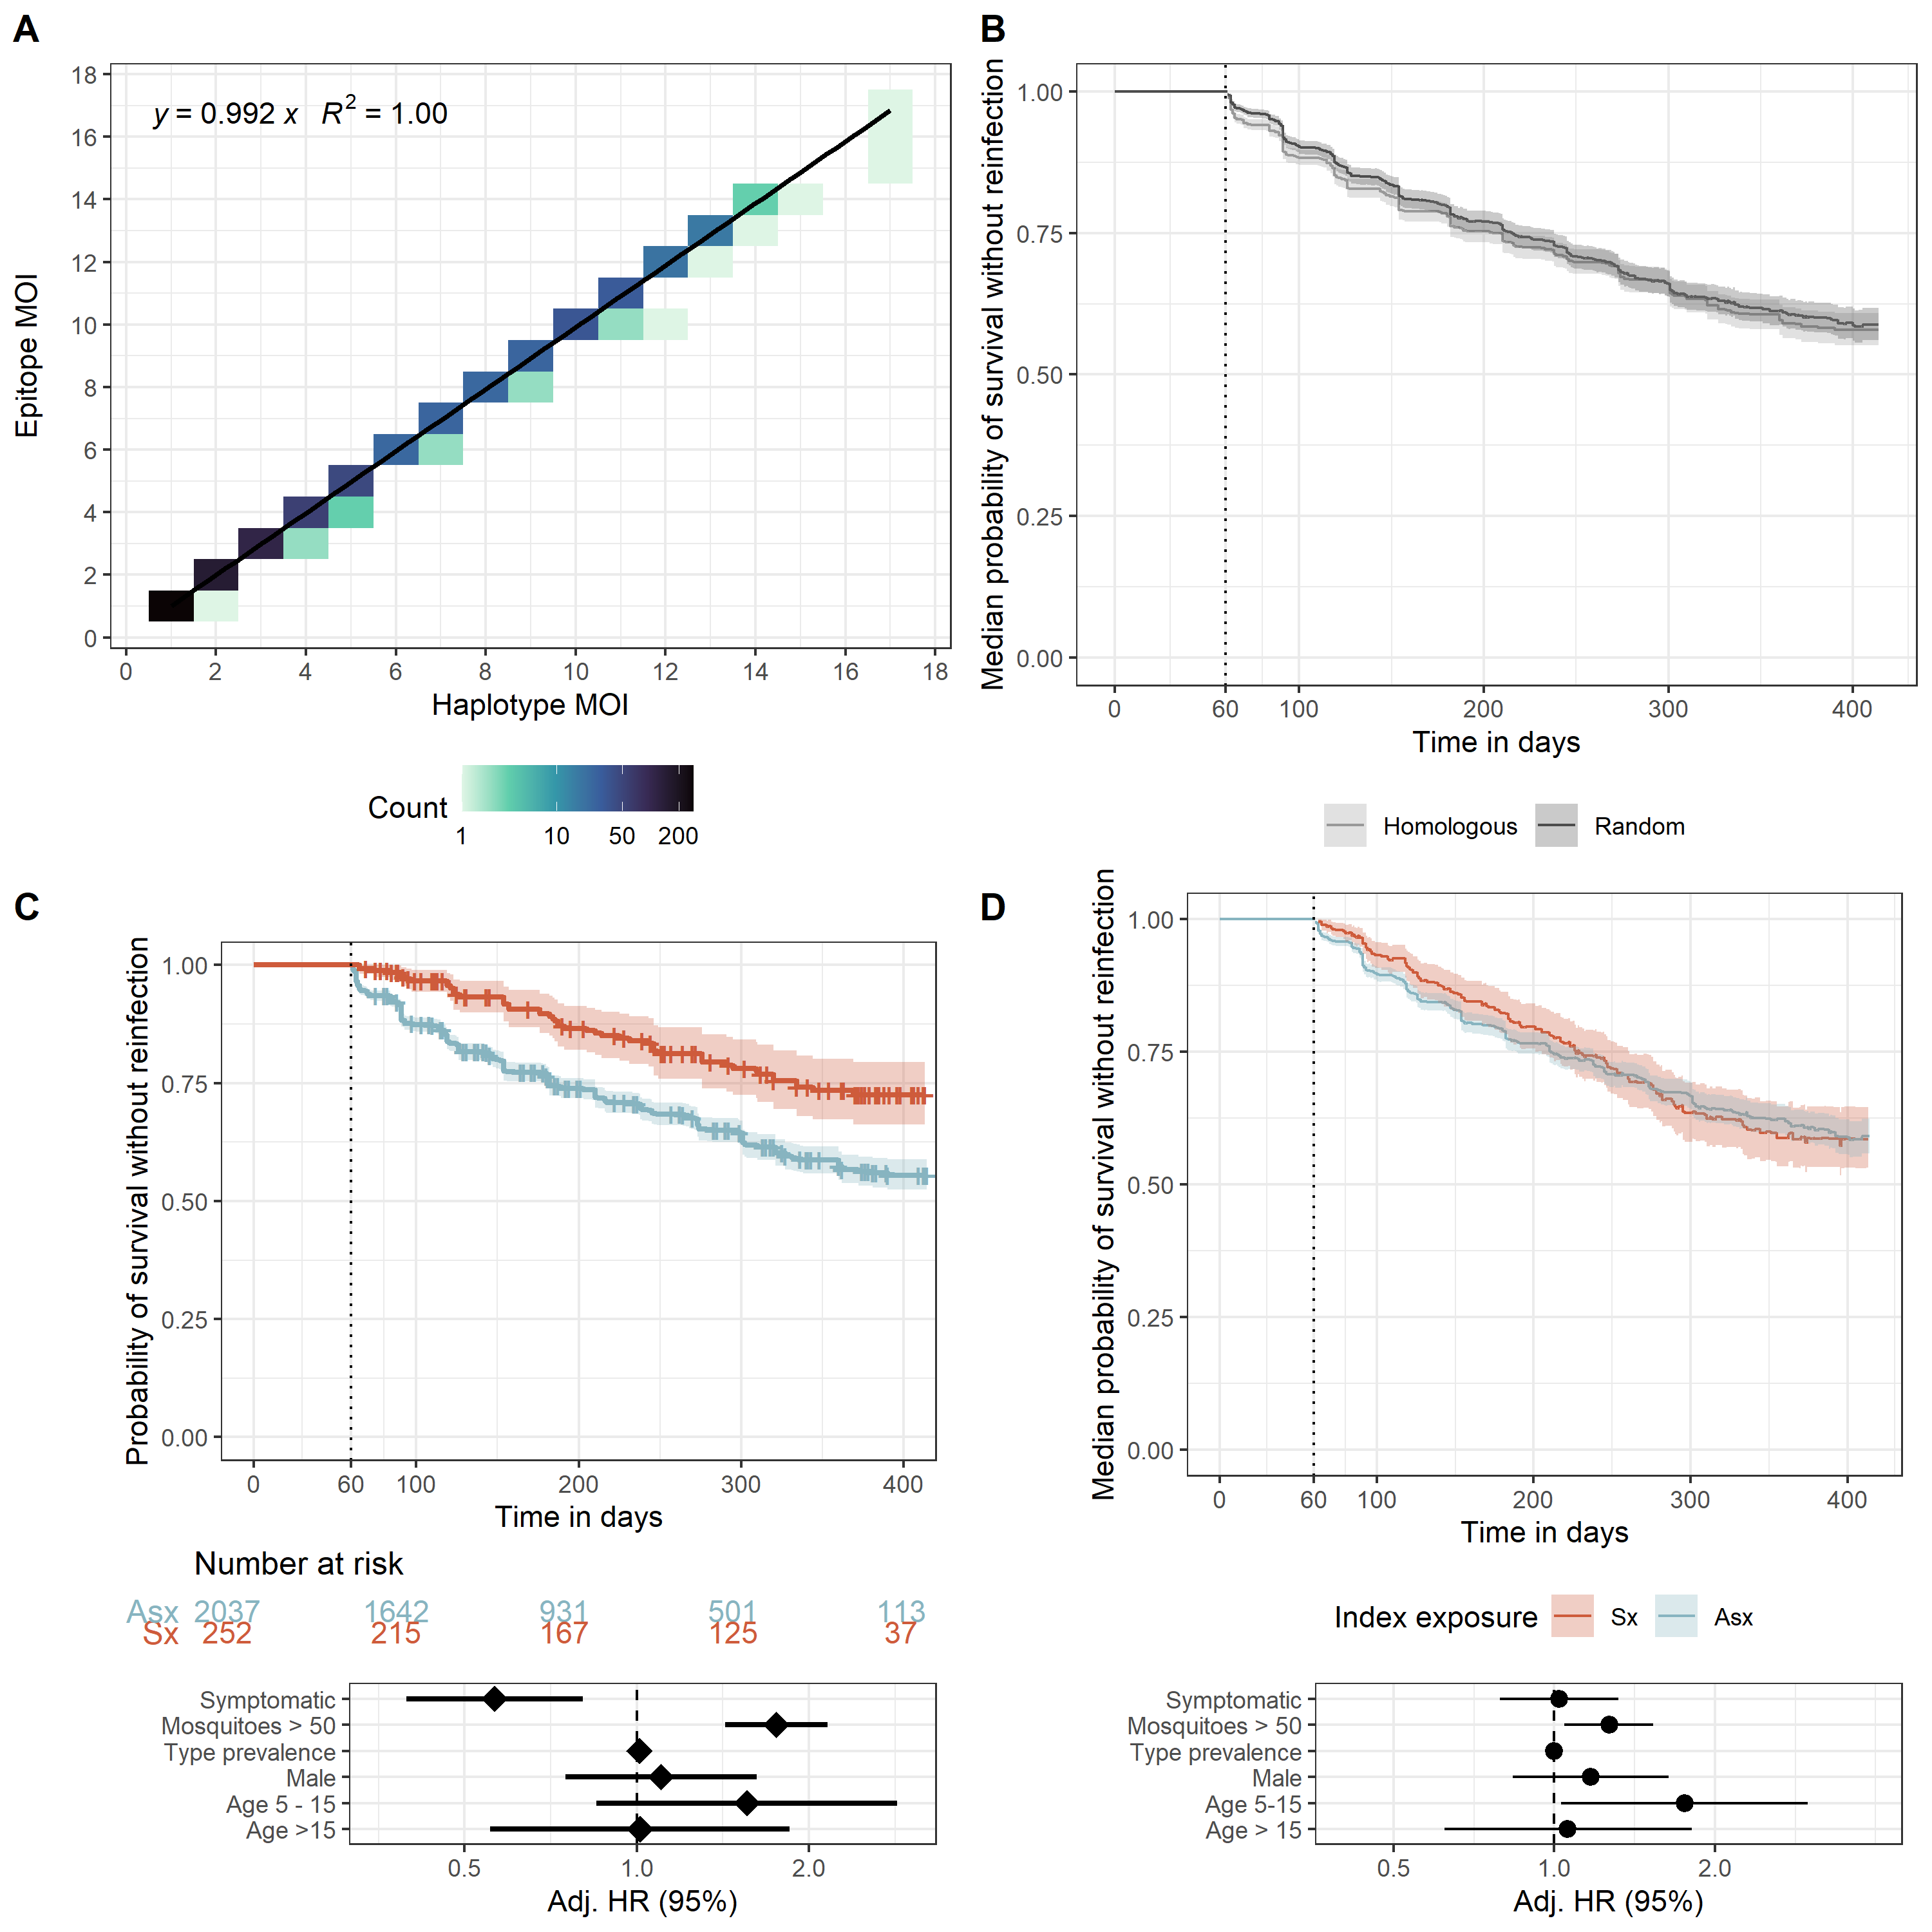 A
y = 0.992 x R² = 1.00
18
16
14
12
10
8
6
4
2
0
Epitope MOI
0 2 4 6 8 10 12 14 16 18
Haplotype MOI
Count
1 10 50 200
B
Median probability of survival without reinfection
1.00
0.75
0.50
0.25
0.00
0 60 100 200 300 400
Time in days
Homologous Random
C
Probability of survival without reinfection
1.00
0.75
0.50
0.25
0.00
0 60 100 200 300 400
Time in days
Number at risk
Asx 2037 1642 931 501 113
Sx 252 215 167 125 37
Symptomatic
Mosquitoes > 50
Type prevalence
Male
Age 5 - 15
Age >15
0.5 1.0 2.0
Adj. HR (95%)
D
Median probability of survival without reinfection
1.00
0.75
0.50
0.25
0.00
0 60 100 200 300 400
Time in days
Index exposure Sx Asx
Symptomatic
Mosquitoes > 50
Type prevalence
Male
Age 5-15
Age > 15
0.5 1.0 2.0
Adj. HR (95%)